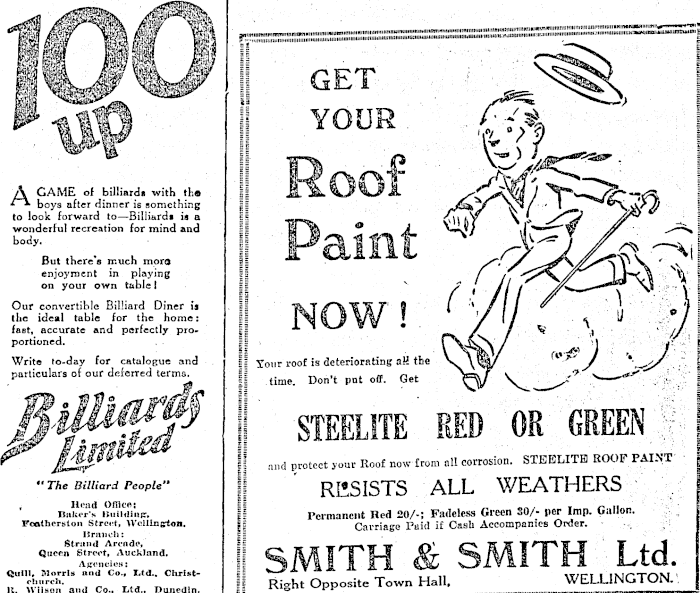 100
up
A GAME of billiards with the
boys after dinner is something
to look forward to—Billiards is a
wonderful recreation for mind and
body.
But there's much more
enjoyment in playing
on your own table!
Our convertible Billiard Diner is
the ideal table for the home:
fast, accurate and perfectly pro-
portioned.
Write to-day for catalogue and
particulars of our deferred terms.
Billiards
Limited
"The Billiard People"
Head Office:
Baker's Building,
Featherston Street, Wellington.
Branch:
Strand Arcade,
Queen Street, Auckland.
Agencies:
Quill, Morris and Co., Ltd., Christ-
church.
R. Wilson and Co., Ltd., Dunedin.
GET
YOUR
Roof
Paint
NOW!
Your roof is deteriorating all the
time. Don't put off. Get
STEELITE RED OR GREEN
and protect your Roof now from all corrosion. STEELITE ROOF PAINT
RESISTS ALL WEATHERS
Permanent Red 20/-; Fadeless Green 30/- per Imp. Gallon.
Carriage Paid if Cash Accompanies Order.
SMITH & SMITH Ltd.
Right Opposite Town Hall, WELLINGTON.